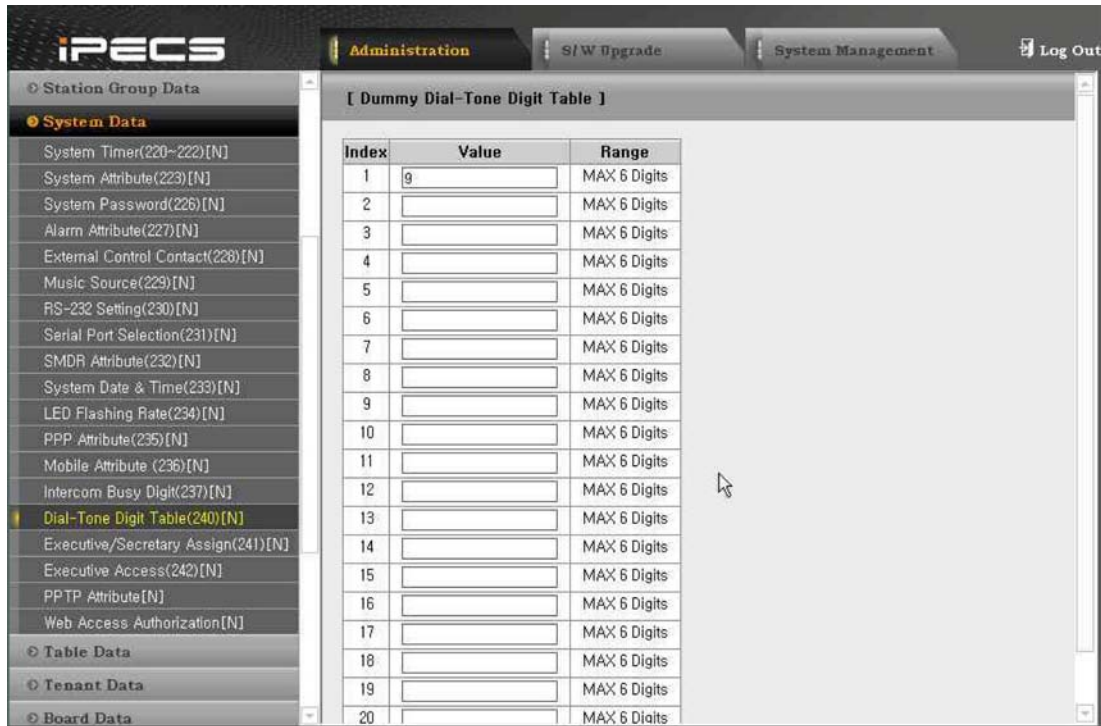 iPECS
Administration
S/W Upgrade
System Management
Log Out
Station Group Data
System Data
System Timer(220~222)[N]
System Attribute(223)[N]
System Password(226)[N]
Alarm Attribute(227)[N]
External Control Contact(228)[N]
Music Source(229)[N]
RS-232 Setting(230)[N]
Serial Port Selection(231)[N]
SMDR Attribute(232)[N]
System Date & Time(233)[N]
LED Flashing Rate(234)[N]
PPP Attribute(235)[N]
Mobile Attribute (236)[N]
Intercom Busy Digit(237)[N]
Dial-Tone Digit Table(240)[N]
Executive/Secretary Assign(241)[N]
Executive Access(242)[N]
PPTP Attribute[N]
Web Access Authorization[N]
Table Data
Tenant Data
Board Data
[ Dummy Dial-Tone Digit Table ]
Index Value Range
1 9 MAX 6 Digits
2 MAX 6 Digits
3 MAX 6 Digits
4 MAX 6 Digits
5 MAX 6 Digits
6 MAX 6 Digits
7 MAX 6 Digits
8 MAX 6 Digits
9 MAX 6 Digits
10 MAX 6 Digits
11 MAX 6 Digits
12 MAX 6 Digits
13 MAX 6 Digits
14 MAX 6 Digits
15 MAX 6 Digits
16 MAX 6 Digits
17 MAX 6 Digits
18 MAX 6 Digits
19 MAX 6 Digits
20 MAX 6 Digits